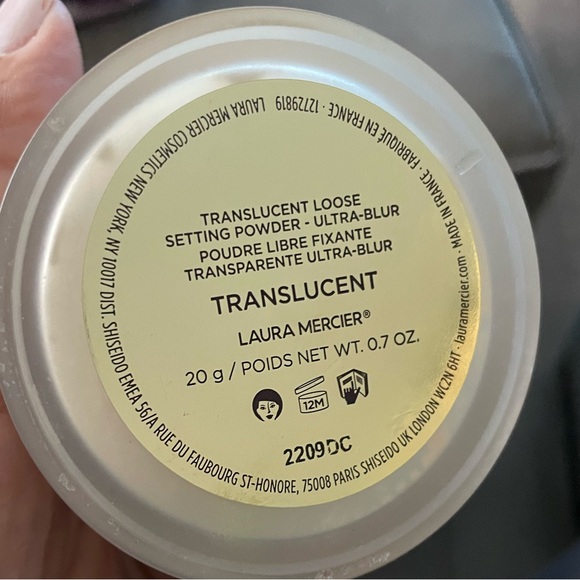 TRANSLUCENT LOOSE
SETTING POWDER - ULTRA-BLUR
POUDRE LIBRE FIXANTE
TRANSPARENTE ULTRA-BLUR
TRANSLUCENT
LAURA MERCIER®
20 g / POIDS NET WT. 0.7 OZ.
12M
2209DC
LAURA MERCIER COSMETICS NEW YORK, NY 10017 DIST. SHISEIDO EMEA 56/A RUE DU FAUBOURG ST-HONORE, 75008 PARIS SHISEIDO UK LONDON WC2N 6HT · lauramercier.com · MADE IN FRANCE · FABRIQUÉ EN FRANCE · 12729819